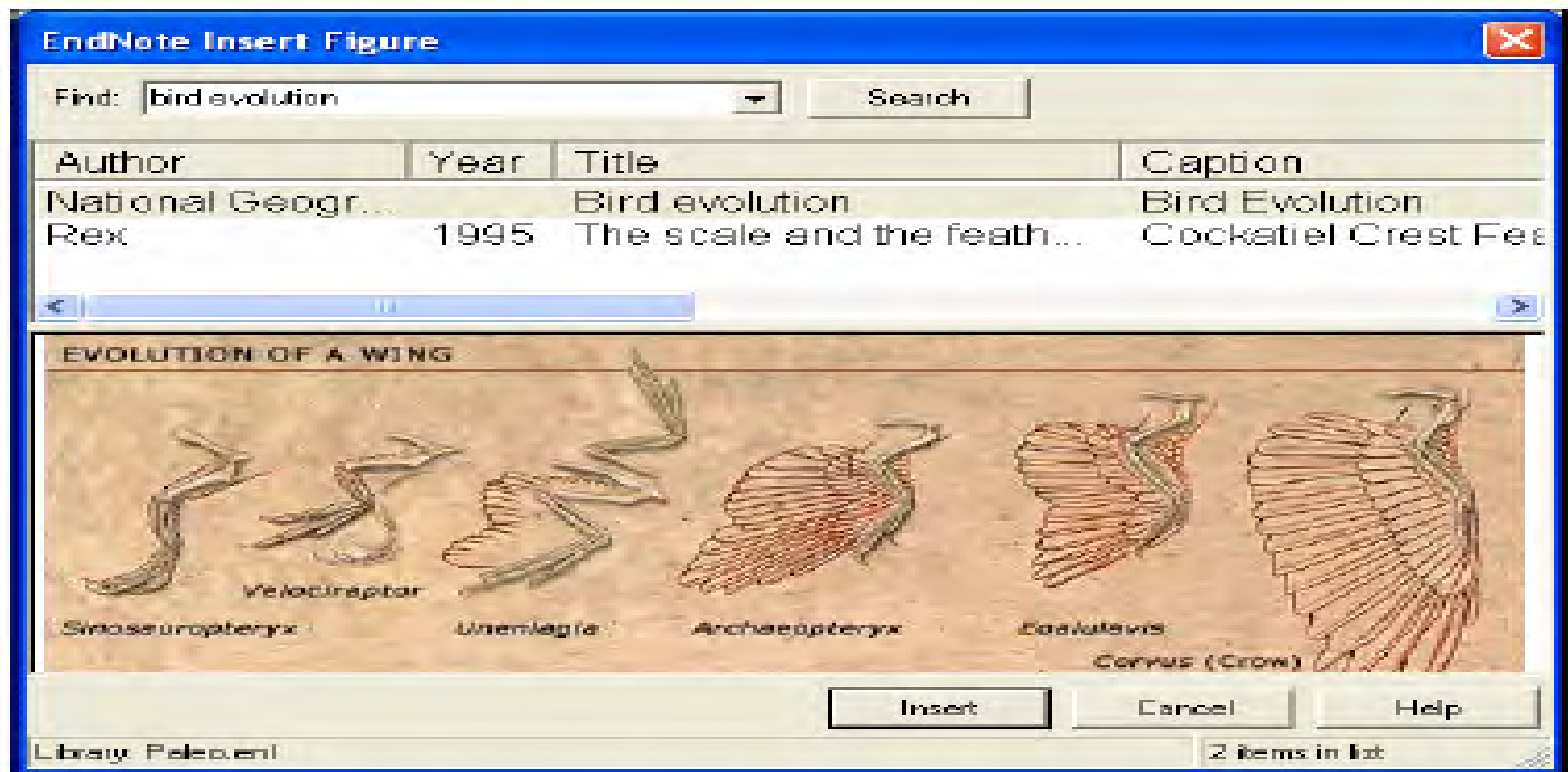 EndNote Insert Figure
Find: bird evolution Search
Author Year Title Caption
National Geogr... Bird evolution Bird Evolution
Rex 1995 The scale and the feath... Cockatiel Crest Fea
EVOLUTION OF A WING
Velociraptor
Sinosauropteryx Unenlagia Archaeopteryx Eoalulavis
Corvus (Crow)
Insert Cancel Help
Library: Paleo.enl 2 items in list